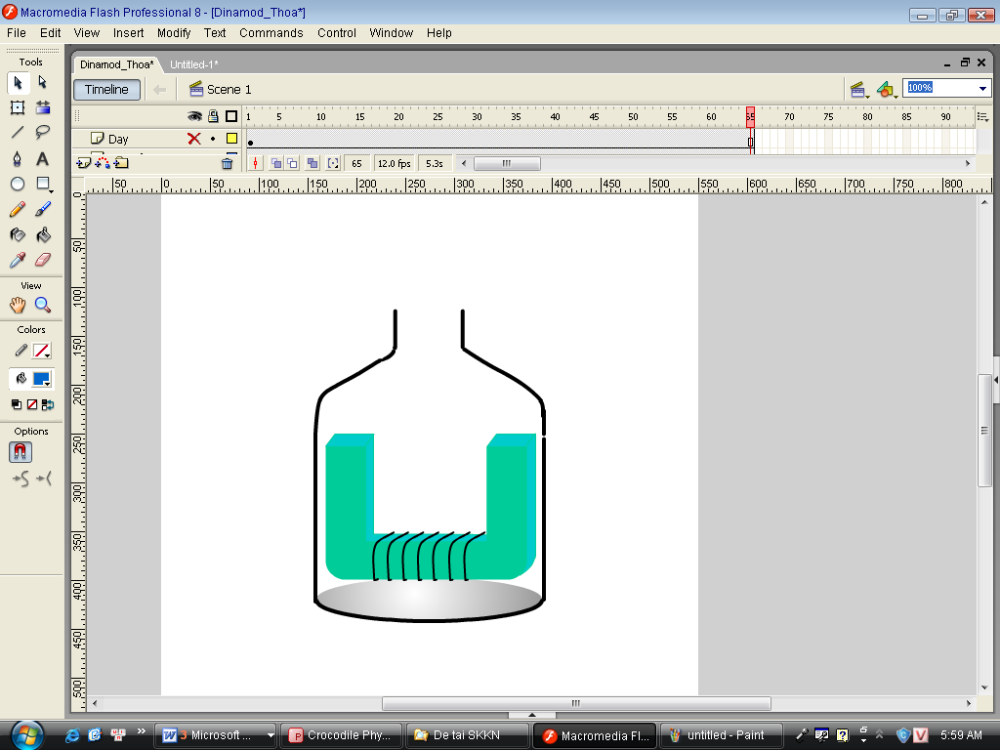 Macromedia Flash Professional 8 - [Dinamod_Thoa*]
File Edit View Insert Modify Text Commands Control Window Help
Tools
Dinamod_Thoa* Untitled-1*
Timeline Scene 1 100%
1 5 10 15 20 25 30 35 40 45 50 55 60 65 70 75 80 85 90
Day
65 12.0 fps 5.3s
50 0 50 100 150 200 250 300 350 400 450 500 550 600 650 700 750 800
0
50
100
150
200
250
300
350
400
450
500
View
Colors
Options
3 Microsoft ... Crocodile Phy... De tai SKKN Macromedia Fl... untitled - Paint 5:59 AM